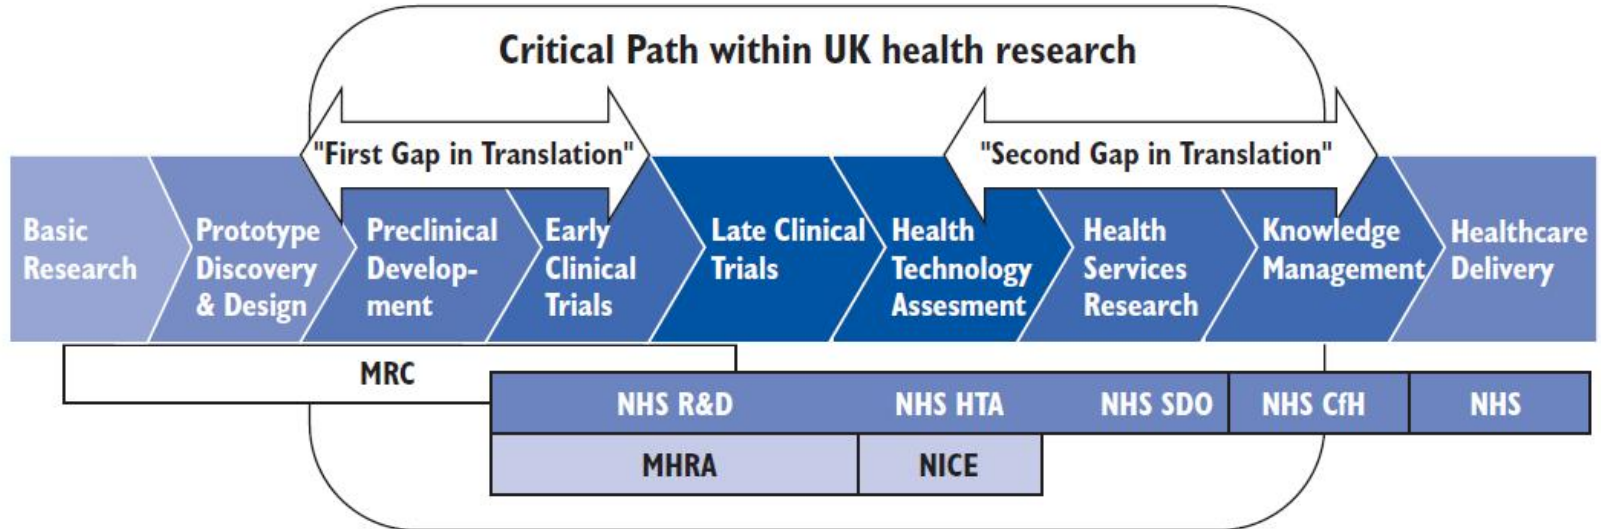 Critical Path within UK health research
"First Gap in Translation"
"Second Gap in Translation"
Basic
Research
Prototype
Discovery
& Design
Preclinical
Develop-
ment
Early
Clinical
Trials
Late Clinical
Trials
Health
Technology
Assesment
Health
Services
Research
Knowledge
Management
Healthcare
Delivery
MRC
NHS R&D
NHS HTA
NHS SDO
NHS CfH
NHS
MHRA
NICE